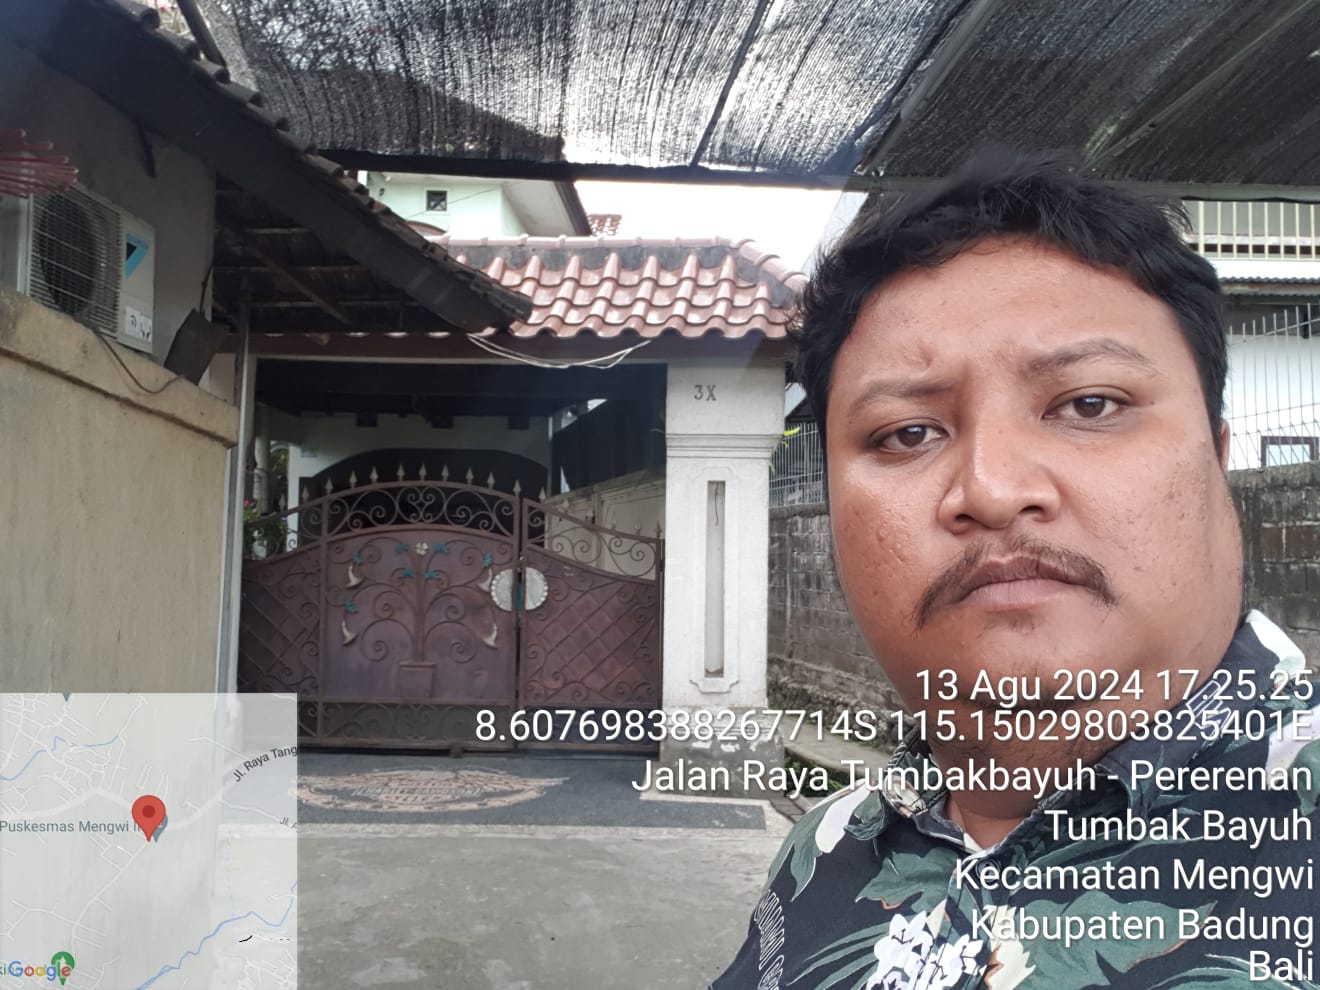 3X
13 Agu 2024 17.25.25
8.607698388267714S 115.15029803825401E
Jalan Raya Tumbakbayuh - Pererenan
Tumbak Bayuh
Kecamatan Mengwi
Kabupaten Badung
Bali
Jl. Raya Tang
Puskesmas Mengwi
Google